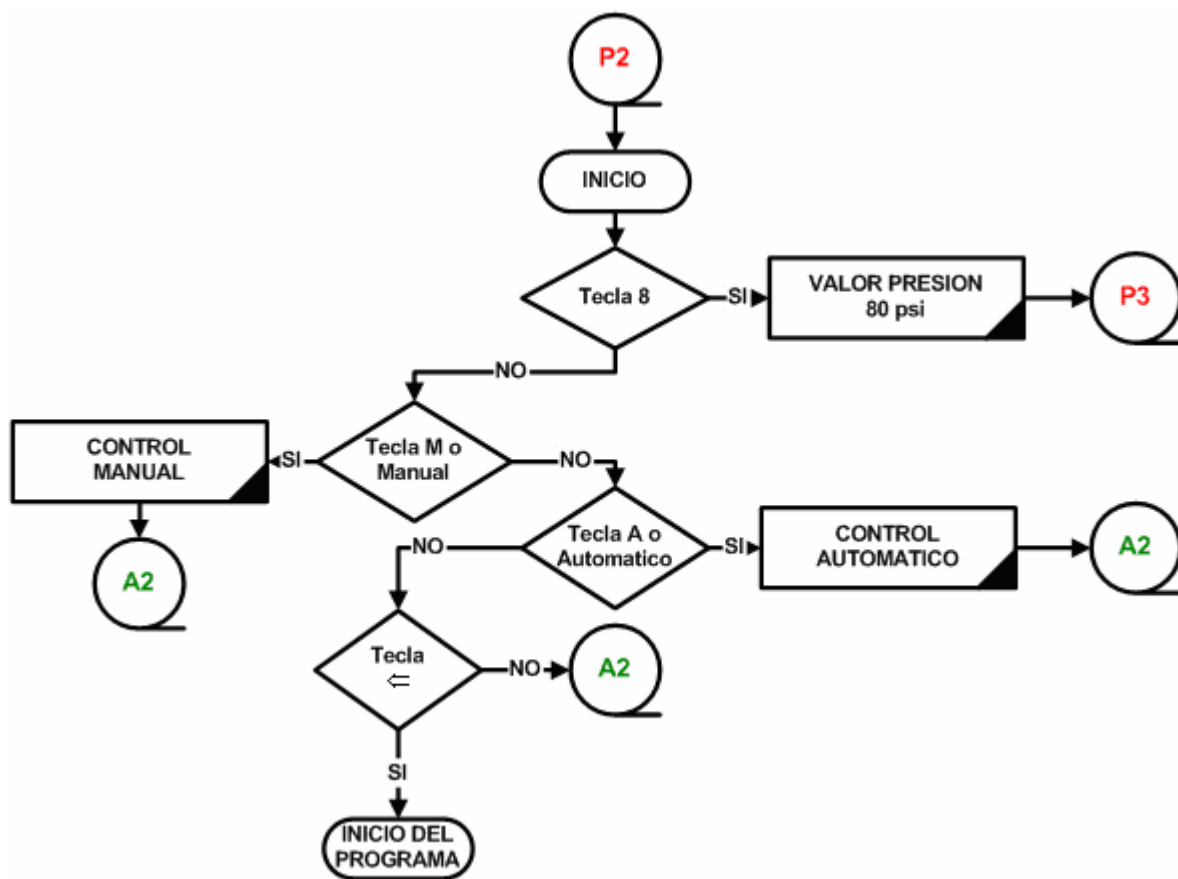 P2
INICIO
Tecla 8
SI
VALOR PRESION
80 psi
P3
NO
CONTROL
MANUAL
SI
Tecla M o
Manual
NO
A2
NO
Tecla A o
Automatico
SI
CONTROL
AUTOMATICO
A2
Tecla
⇐
NO
A2
SI
INICIO DEL
PROGRAMA